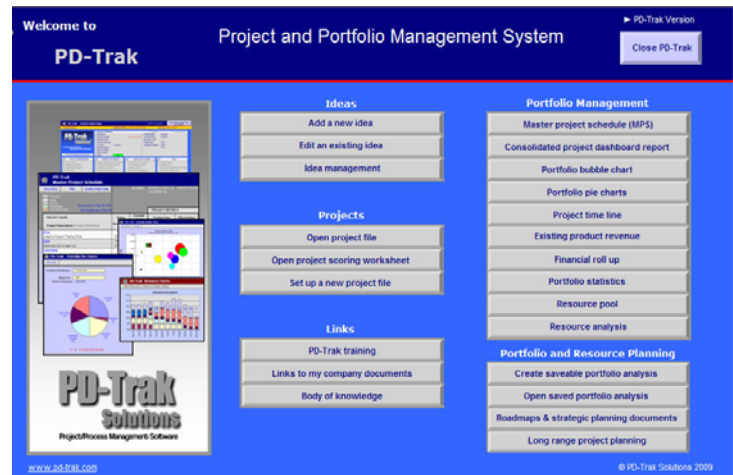 Welcome to
PD-Trak
Project and Portfolio Management System
► PD-Trak Version
Close PD-Trak
Ideas
Add a new idea
Edit an existing idea
Idea management
Projects
Open project file
Open project scoring worksheet
Set up a new project file
Links
PD-Trak training
Links to my company documents
Body of knowledge
Portfolio Management
Master project schedule (MPS)
Consolidated project dashboard report
Portfolio bubble chart
Portfolio pie charts
Project time line
Existing product revenue
Financial roll up
Portfolio statistics
Resource pool
Resource analysis
Portfolio and Resource Planning
Create saveable portfolio analysis
Open saved portfolio analysis
Roadmaps & strategic planning documents
Long range project planning
PD-Trak
Master Project Schedule
PD-Trak
Solutions
Project/Process Management Software
www.pd-trak.com
© PD-Trak Solutions 2009